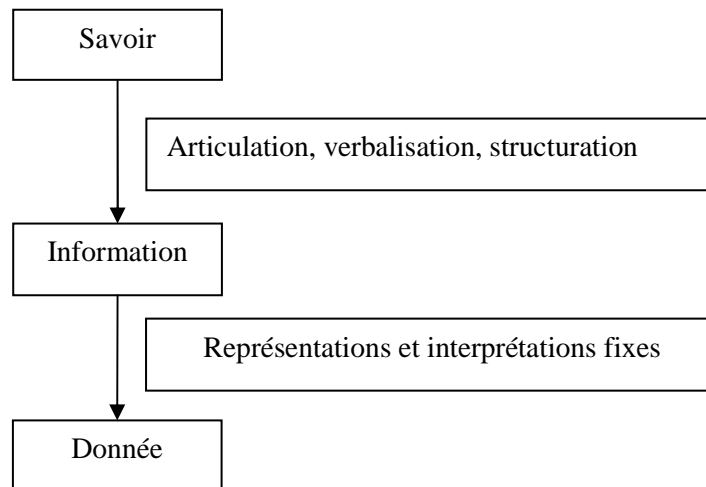 Savoir
Articulation, verbalisation, structuration
Information
Représentations et interprétations fixes
Donnée